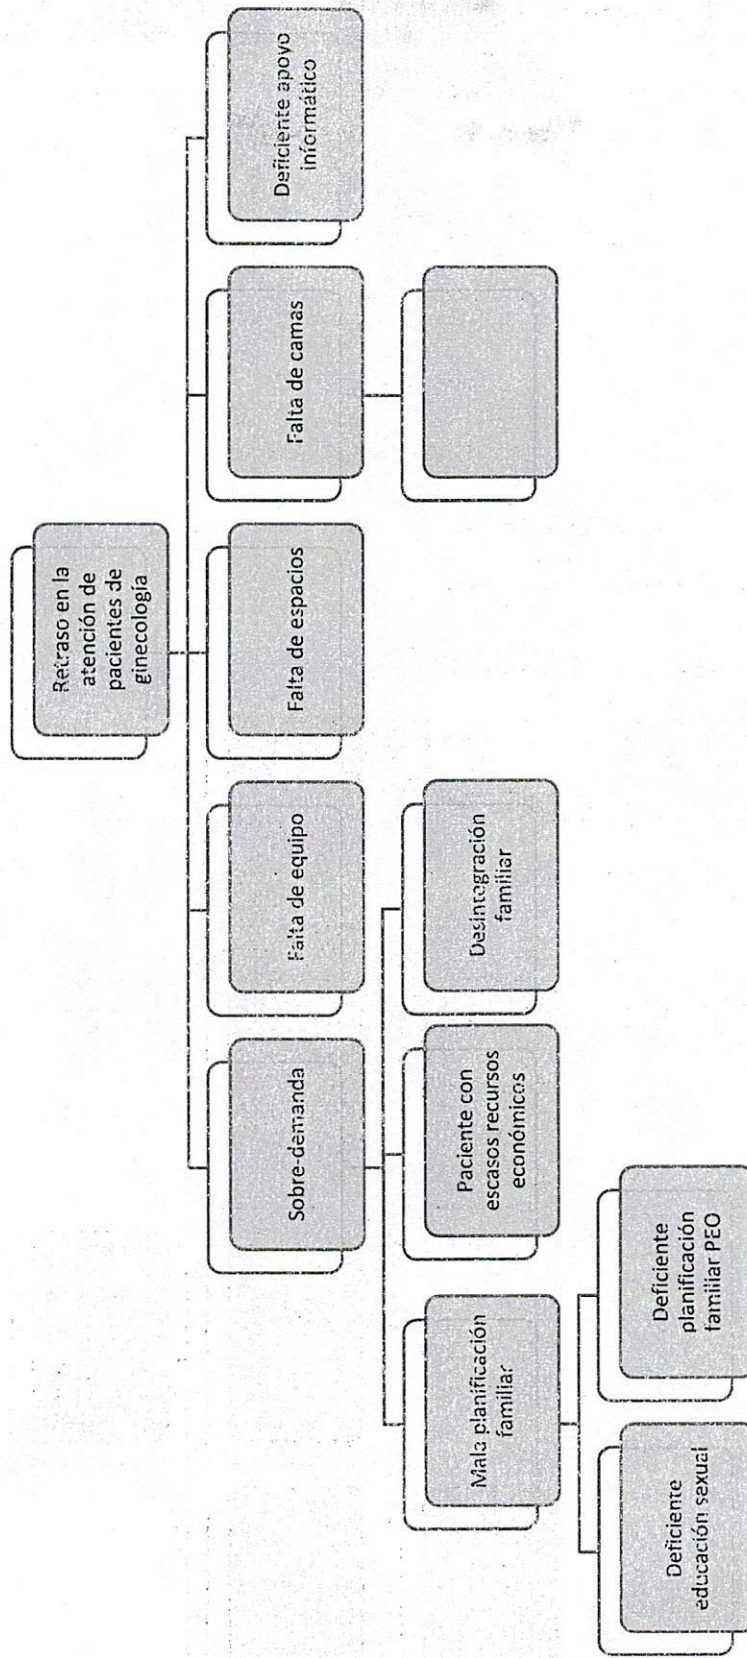 Retraso en la
atención de
pacientes de
ginecología
Sobre-demanda
Falta de equipo
Falta de espacios
Falta de camas
Deficiente apoyo
informático
Mala planificación
familiar
Paciente con
escasos recursos
económicos
Desintegración
familiar
Deficiente
educación sexual
Deficiente
planificación
familiar PEO